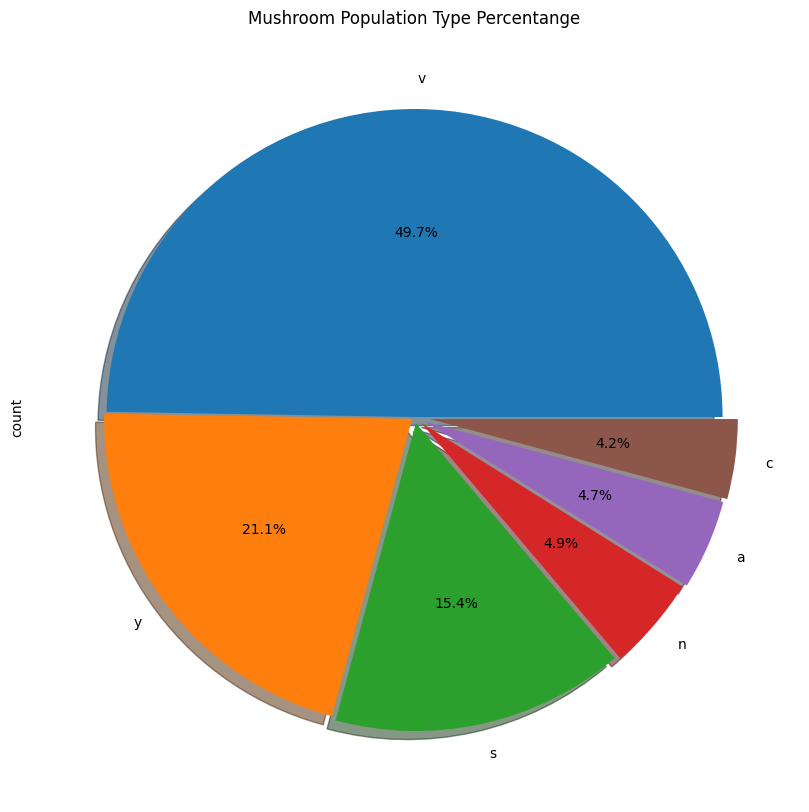 Mushroom Population Type Percentange
v
49.7%
count
4.2%
c
4.7%
21.1%
4.9%
a
15.4%
y
n
s